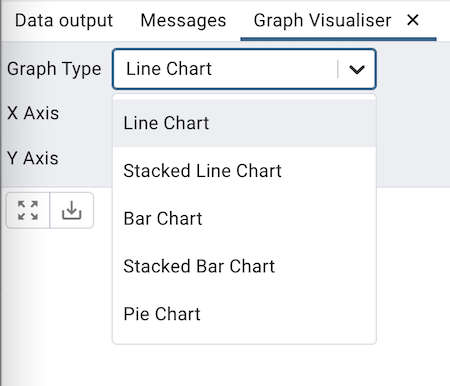 Data output Messages Graph Visualiser ×
Graph Type Line Chart
X Axis
Line Chart
Y Axis
Stacked Line Chart
Bar Chart
Stacked Bar Chart
Pie Chart